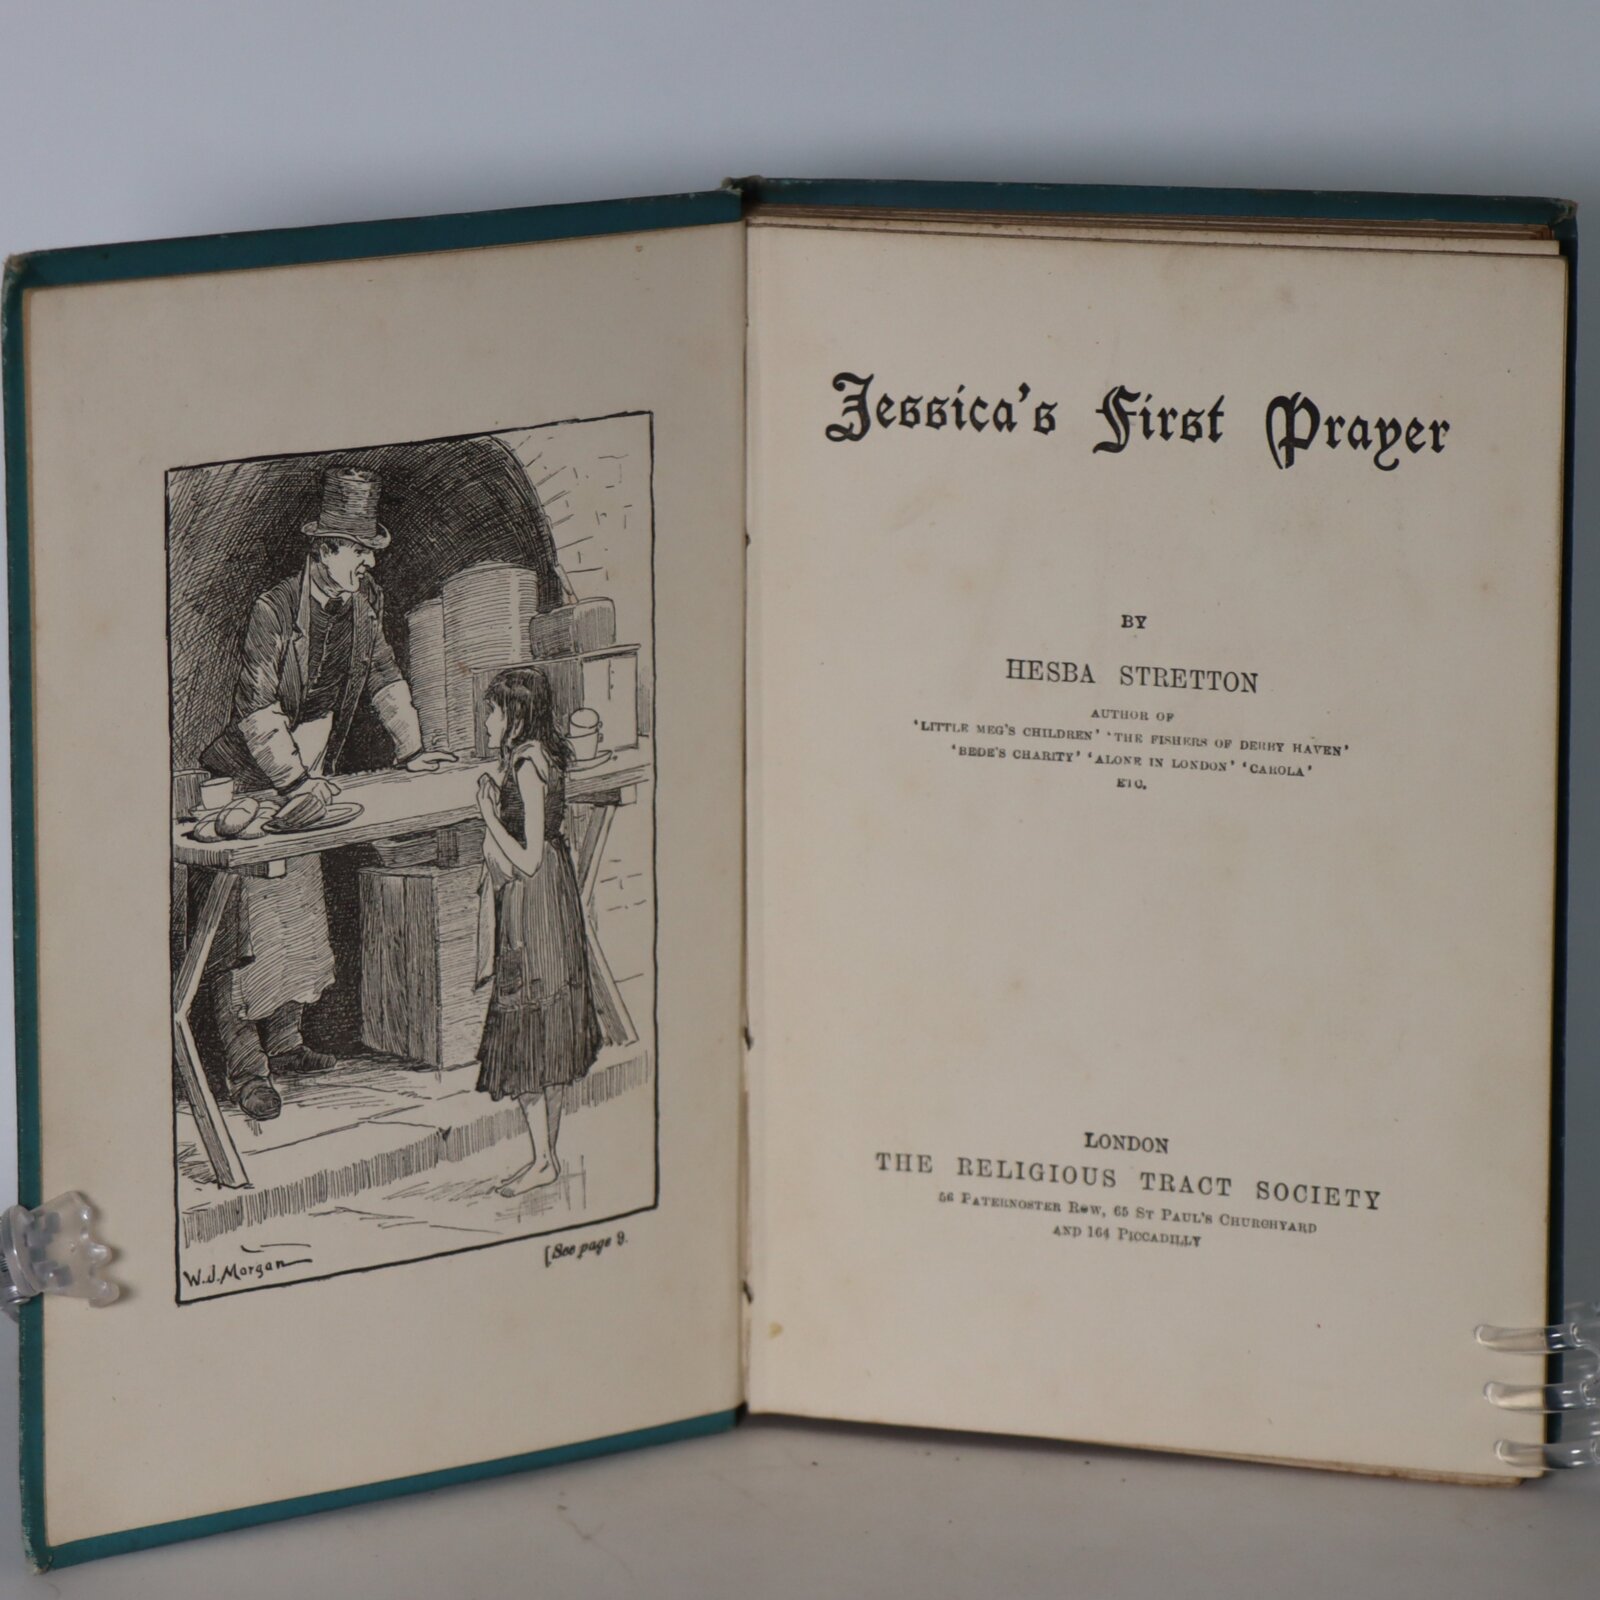 W.J. Morgan
[See page 9.
Jessica's First Prayer
BY
HESBA STRETTON
AUTHOR OF
'LITTLE MEG'S CHILDREN' 'THE FISHERS OF DERBY HAVEN'
'BEDE'S CHARITY' 'ALONE IN LONDON' 'CAROLA'
ETC.
LONDON
THE RELIGIOUS TRACT SOCIETY
56 PATERNOSTER ROW, 65 ST PAUL'S CHURCHYARD
AND 164 PICCADILLY